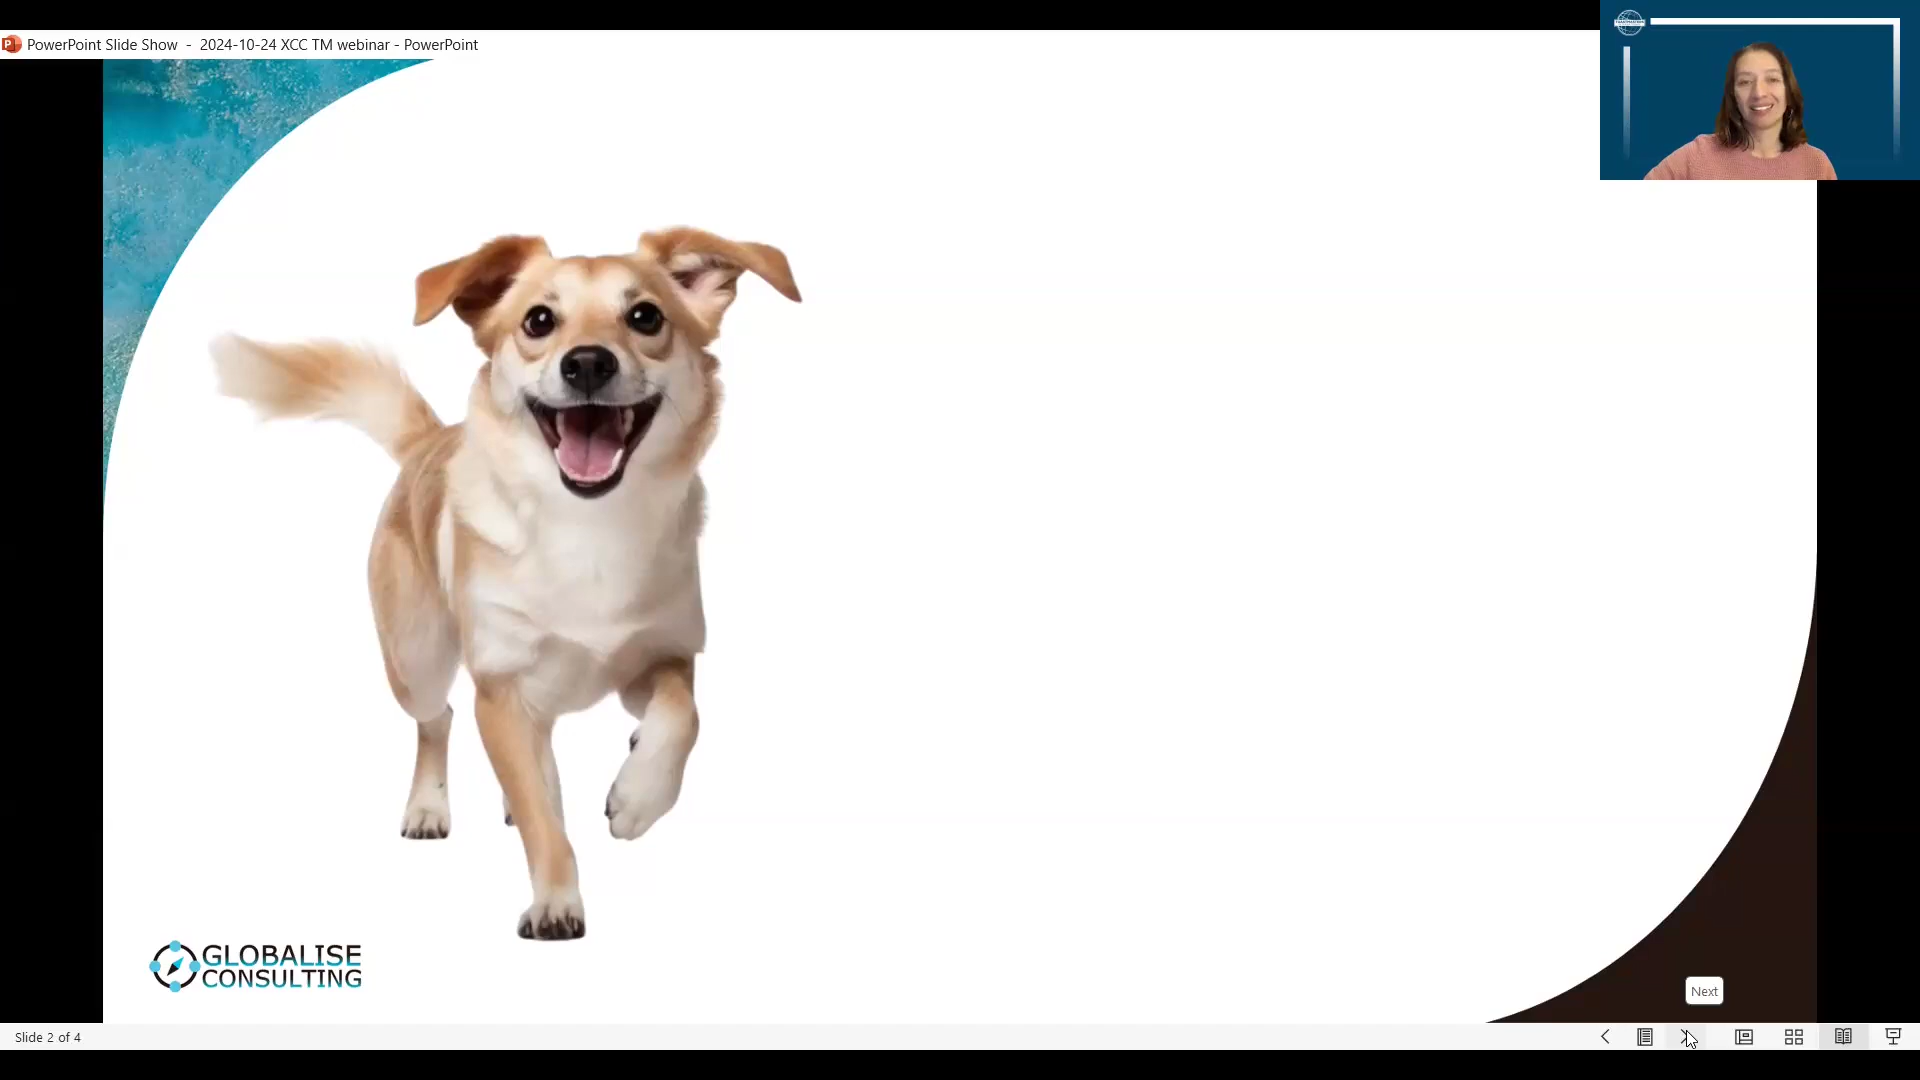 PowerPoint Slide Show - 2024-10-24 XCC TM webinar - PowerPoint
GLOBALISE
CONSULTING
Next
Slide 2 of 4